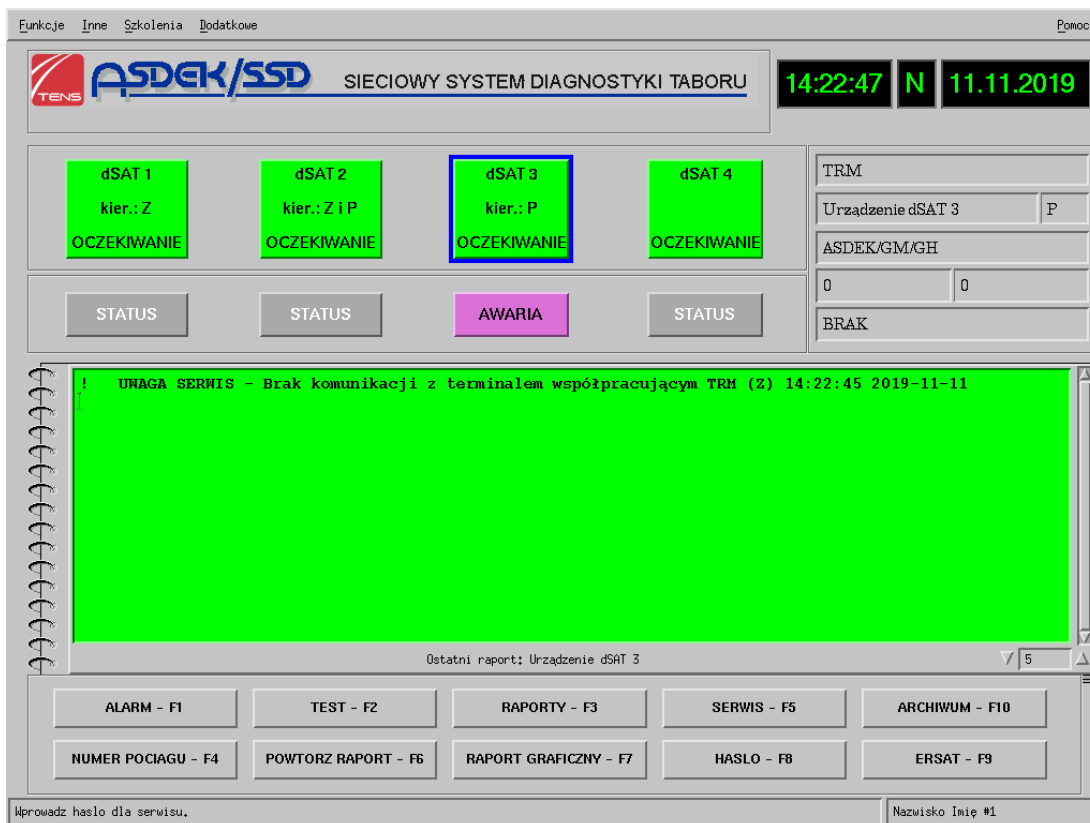 Funkcje Inne Szkolenia Dodatkowe Pomoc
TENS ASDEK/SSD SIECIOWY SYSTEM DIAGNOSTYKI TABORU 14:22:47 N 11.11.2019
dSAT 1 dSAT 2 dSAT 3 dSAT 4
kier.: Z kier.: Z i P kier.: P
OCZEKIWANIE OCZEKIWANIE OCZEKIWANIE OCZEKIWANIE
STATUS STATUS AWARIA STATUS
TRM
Urządzenie dSAT 3 P
ASDEK/GM/GH
0 0
BRAK
! UWAGA SERWIS - Brak komunikacji z terminalem współpracującym TRM (Z) 14:22:45 2019-11-11
Ostatni raport: Urządzenie dSAT 3 5
ALARM - F1 TEST - F2 RAPORTY - F3 SERWIS - F5 ARCHIWUM - F10
NUMER POCIAGU - F4 POWTORZ RAPORT - F6 RAPORT GRAFICZNY - F7 HASLO - F8 ERSAT - F9
Wprowadz haslo dla serwisu. Nazwisko Imię #1